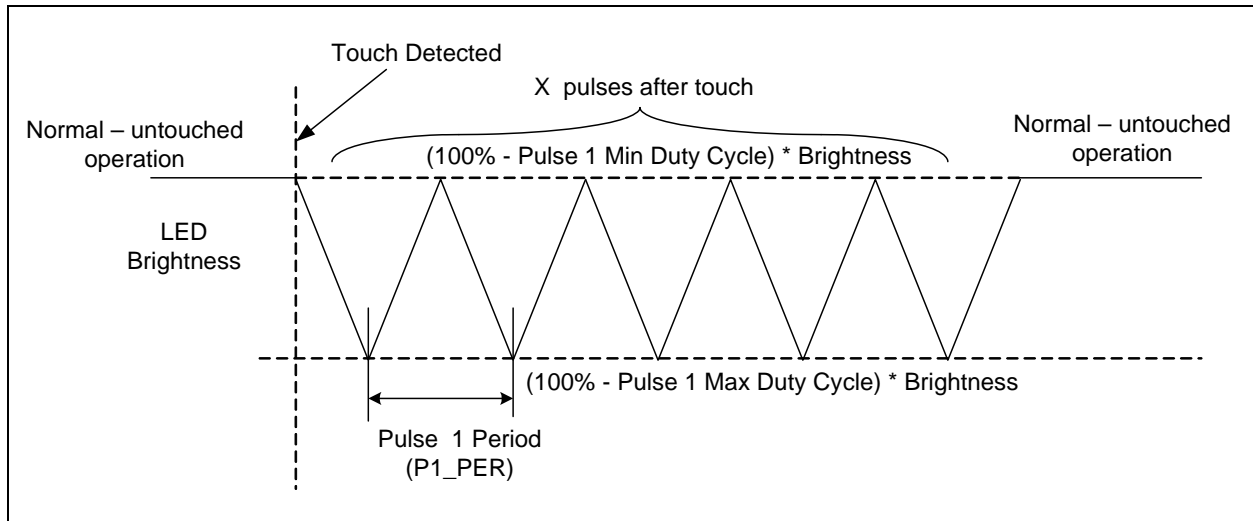 Touch Detected
X pulses after touch
Normal – untouched
operation
Normal – untouched
operation
(100% - Pulse 1 Min Duty Cycle) * Brightness
LED
Brightness
(100% - Pulse 1 Max Duty Cycle) * Brightness
Pulse 1 Period
(P1_PER)